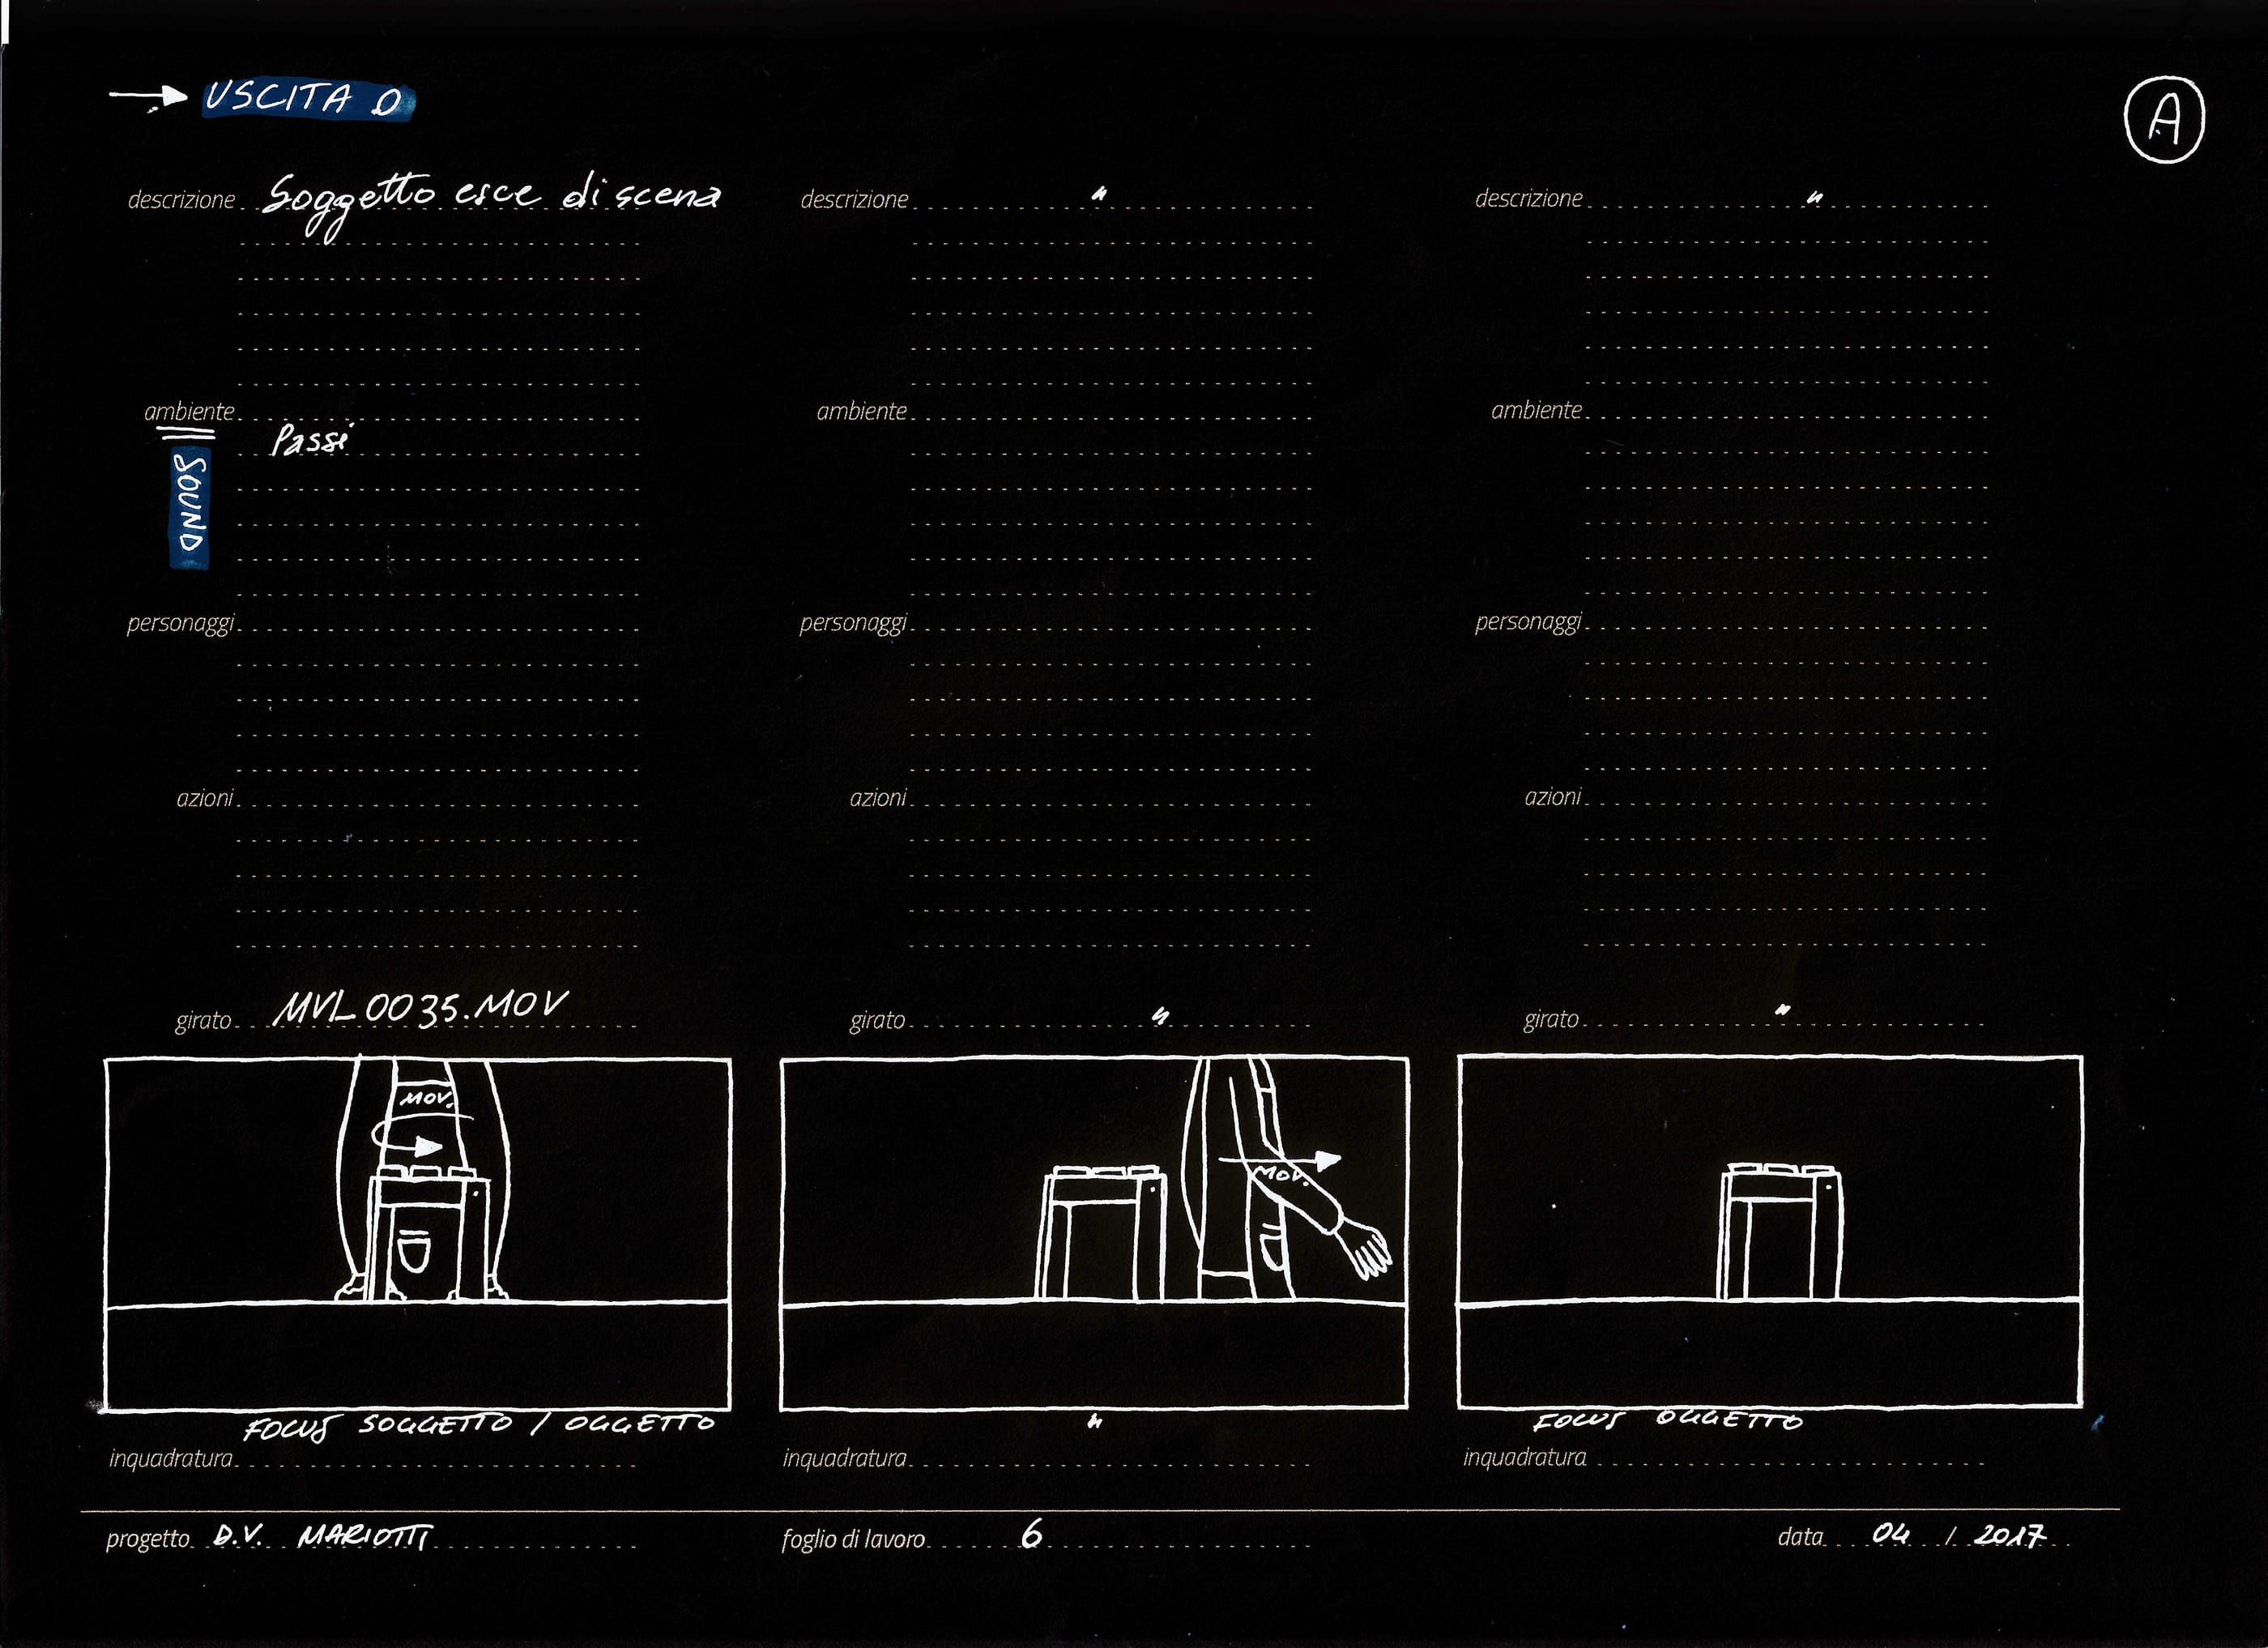 USCITA D
A
descrizione Soggetto esce di scena
descrizione "
descrizione "
ambiente
Passi
SOUND
ambiente
ambiente
personaggi
personaggi
personaggi
azioni
azioni
azioni
girato MVL0035.MOV
girato "
girato "
MOV.
MOV.
FOCUS SOGGETTO / OGGETTO
"
FOCUS OGGETTO
inquadratura
inquadratura
inquadratura
progetto D.V. MARIOTTI
foglio di lavoro 6
data 04 / 2017